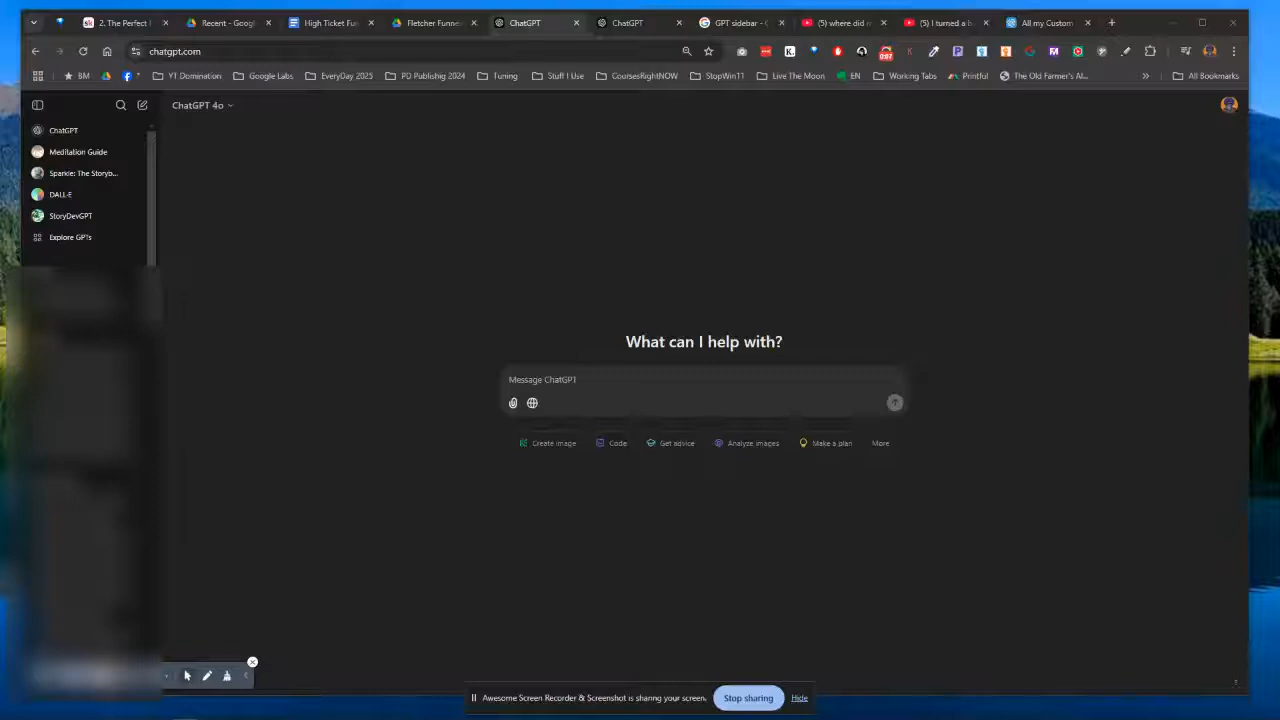 2. The Perfect
Recent - Googl
High Ticket Fu
Fletcher Funne
ChatGPT
ChatGPT
GPT sidebar -
(5) where did
(5) I turned a
All my Custom
chatgpt.com
0:07
BM
YT Domination
Google Labs
EveryDay 2025
PD Publishig 2024
Tuning
Stuff I Use
CoursesRightNOW
StopWin11
Live The Moon
EN
Working Tabs
Printful
The Old Farmer's Al...
All Bookmarks
ChatGPT 4o
ChatGPT
Meditation Guide
Sparkle: The Storyb...
DALL·E
StoryDevGPT
Explore GPTs
What can I help with?
Message ChatGPT
Create image
Code
Get advice
Analyze images
Make a plan
More
Awesome Screen Recorder & Screenshot is sharing your screen.
Stop sharing
Hide